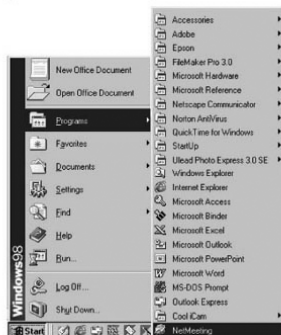 New Office Document
Open Office Document
Programs
Favorites
Documents
Settings
Find
Help
Run...
Log Off...
Shut Down...
Windows98
Start
Accessories
Adobe
Epson
FileMaker Pro 3.0
Microsoft Hardware
Microsoft Reference
Netscape Communicator
Norton AntiVirus
QuickTime for Windows
StartUp
Ulead Photo Express 3.0 SE
Windows Explorer
Internet Explorer
Microsoft Access
Microsoft Binder
Microsoft Excel
Microsoft Outlook
Microsoft PowerPoint
Microsoft Word
MS-DOS Prompt
Outlook Express
Cool iCam
NetMeeting